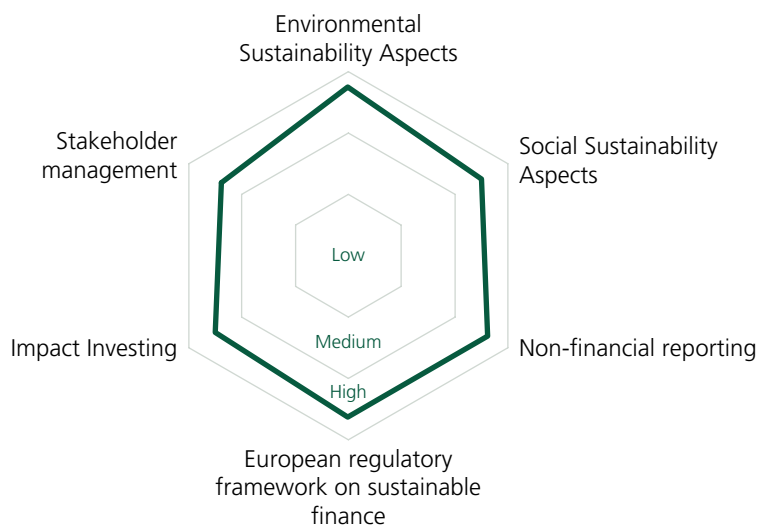 Environmental
Sustainability Aspects
Stakeholder
management
Social Sustainability
Aspects
Low
Impact Investing
Medium
Non-financial reporting
High
European regulatory
framework on sustainable
finance